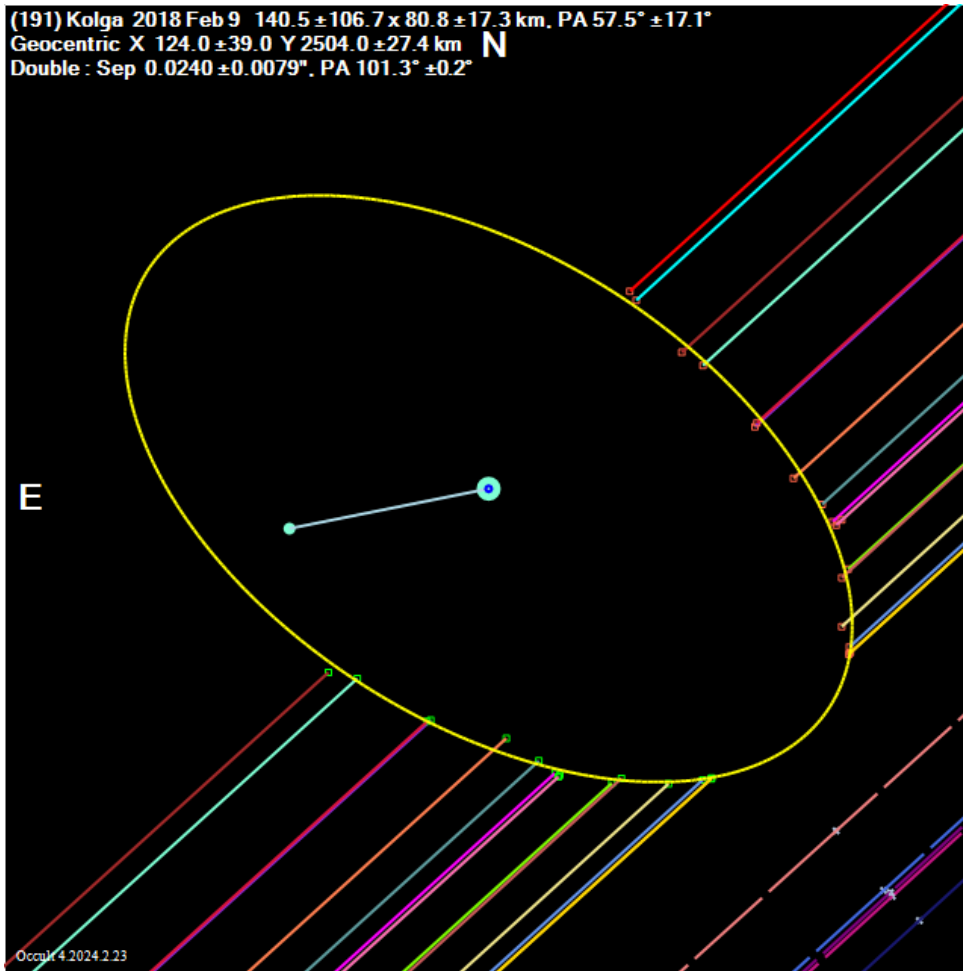 (191) Kolga  2018 Feb 9   140.5 ±106.7 x 80.8 ±17.3 km, PA 57.5° ±17.1°
Geocentric  X  124.0 ±39.0  Y 2504.0 ±27.4 km
N
Double : Sep  0.0240 ±0.0079", PA 101.3° ±0.2°
E
Occult 4.2024.2.23